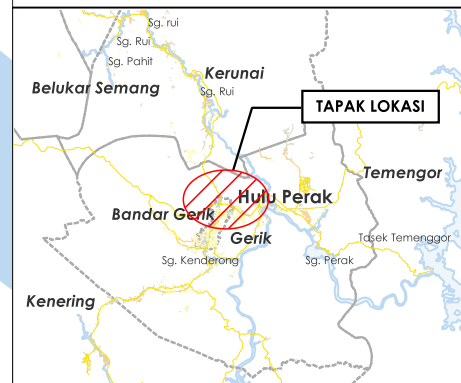 Sg. rui
Sg. Rui
Sg. Pahit
Kerunai
Belukar Semang
Sg. Rui
TAPAK LOKASI
Temengor
Hulu Perak
Bandar Gerik
Gerik
Tasek Temenggor
Sg. Kenderong
Sg. Perak
Kenering